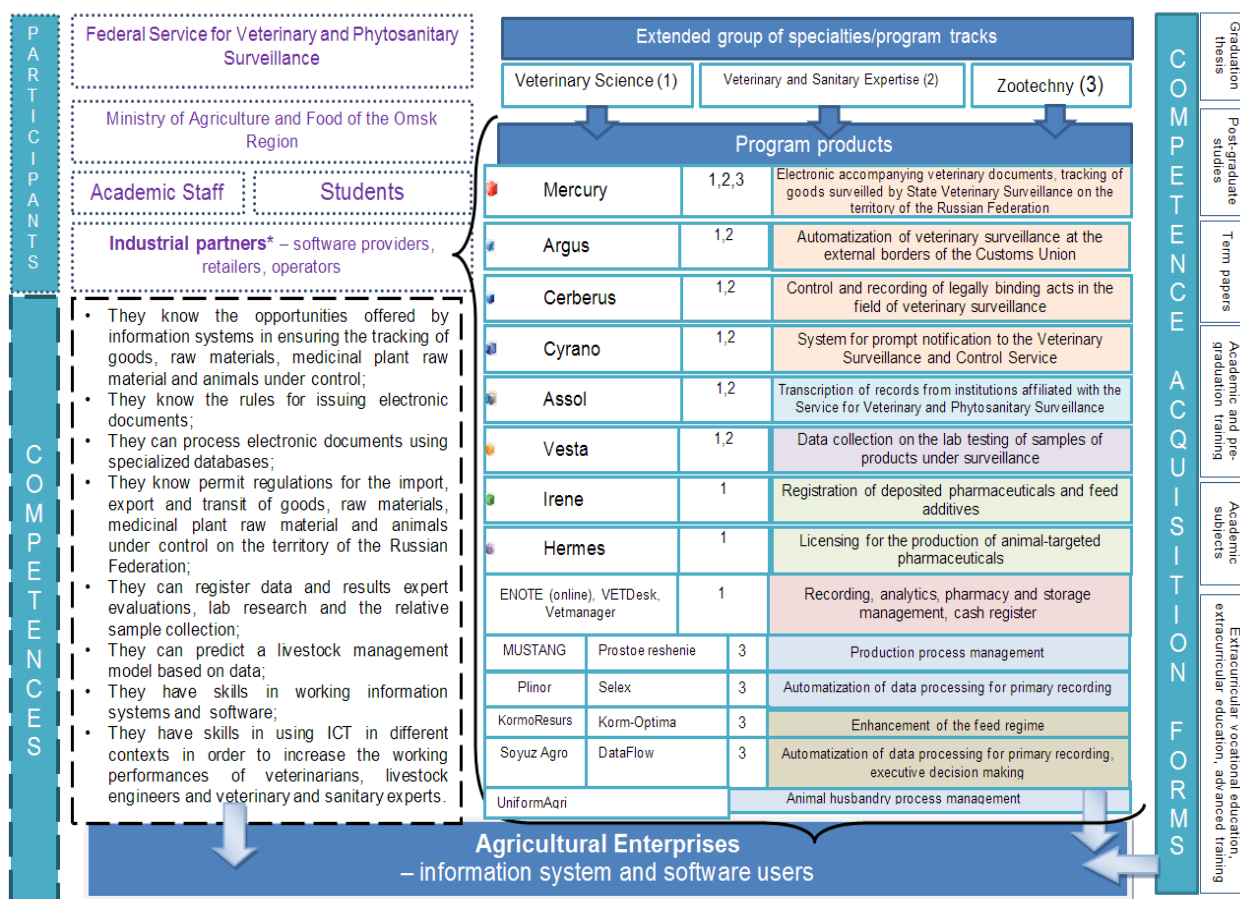 PARTICIPANTS
Federal Service for Veterinary and Phytosanitary
Surveillance
Ministry of Agriculture and Food of the Omsk
Region
Academic Staff
Students
Industrial partners* – software providers,
retailers, operators
COMPETENCES
• They know the opportunities offered by
information systems in ensuring the tracking of
goods, raw materials, medicinal plant raw
material and animals under control;
• They know the rules for issuing electronic
documents;
• They can process electronic documents using
specialized databases;
• They know permit regulations for the import,
export and transit of goods, raw materials,
medicinal plant raw material and animals
under control on the territory of the Russian
Federation;
• They can register data and results expert
evaluations, lab research and the relative
sample collection;
• They can predict a livestock management
model based on data;
• They have skills in working information
systems and software;
• They have skills in using ICT in different
contexts in order to increase the working
performances of veterinarians, livestock
engineers and veterinary and sanitary experts.
Extended group of specialties/program tracks
Veterinary Science (1)
Veterinary and Sanitary Expertise (2)
Zootechny (3)
Program products
Mercury
1,2,3
Electronic accompanying veterinary documents, tracking of
goods surveilled by State Veterinary Surveillance on the
territory of the Russian Federation
Argus
1,2
Automatization of veterinary surveillance at the
external borders of the Customs Union
Cerberus
1,2
Control and recording of legally binding acts in the
field of veterinary surveillance
Cyrano
1,2
System for prompt notification to the Veterinary
Surveillance and Control Service
Assol
1,2
Transcription of records from institutions affiliated with the
Service for Veterinary and Phytosanitary Surveillance
Vesta
1,2
Data collection on the lab testing of samples of
products under surveillance
Irene
1
Registration of deposited pharmaceuticals and feed
additives
Hermes
1
Licensing for the production of animal-targeted
pharmaceuticals
ENOTE (online), VETDesk,
Vetmanager
1
Recording, analytics, pharmacy and storage
management, cash register
MUSTANG
Prostoe reshenie
3
Production process management
Plinor
Selex
3
Automatization of data processing for primary recording
KormoResurs
Korm-Optima
3
Enhancement of the feed regime
Soyuz Agro
DataFlow
3
Automatization of data processing for primary recording,
executive decision making
UniformAgri
Animal husbandry process management
Agricultural Enterprises
– information system and software users
COMPETENCE ACQUISITION FORMS
Graduation
thesis
Post-graduate
studies
Term papers
Academic and pre-
graduation training
Academic
subjects
Extracurricular vocational education,
extracurricular education, advanced training